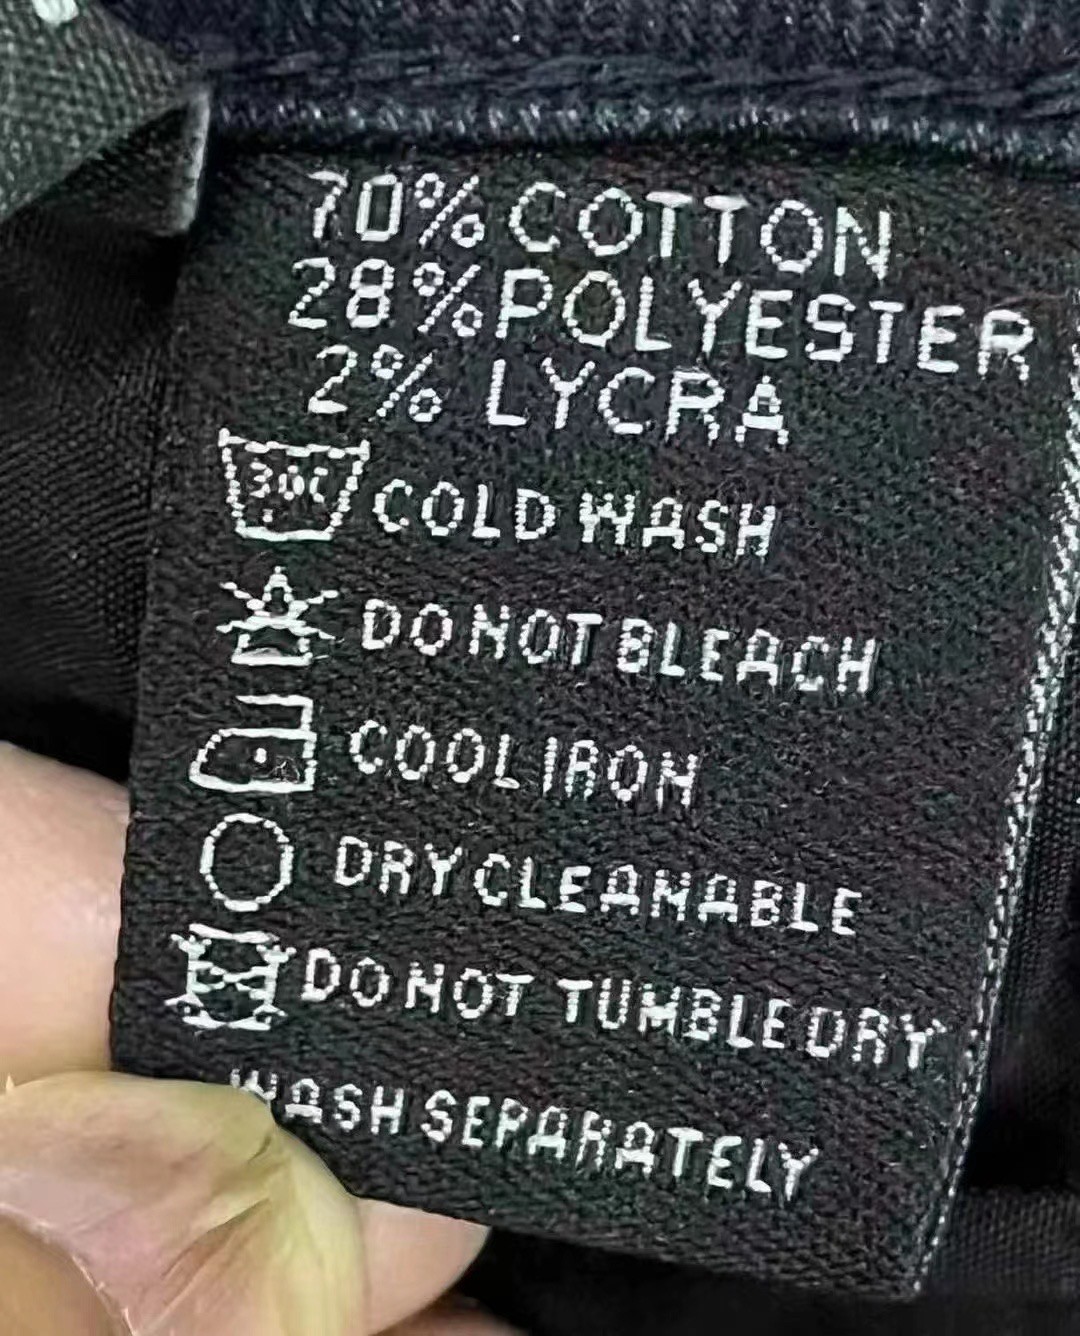 70% COTTON
28% POLYESTER
2% LYCRA
30C COLD WASH
DO NOT BLEACH
COOL IRON
DRY CLEANABLE
DO NOT TUMBLE DRY
WASH SEPARATELY